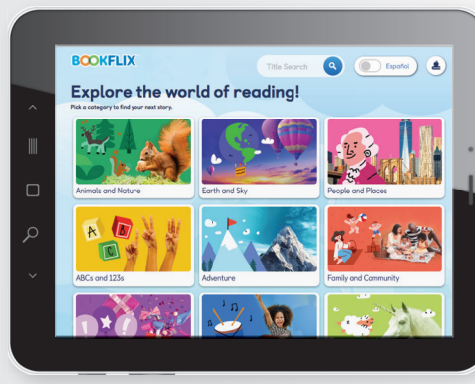 BOOKFLIX
Title Search
Español
Explore the world of reading!
Pick a category to find your next story.
Animals and Nature
Earth and Sky
People and Places
A
B
C
ABCs and 123s
Adventure
Family and Community